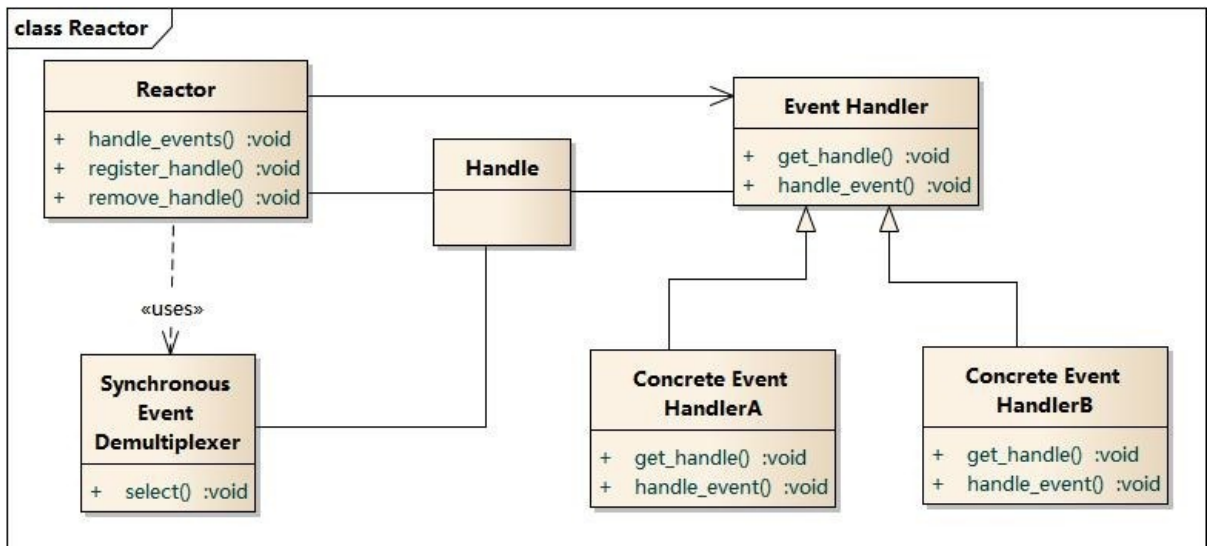 class Reactor
Reactor
+ handle_events() :void
+ register_handle() :void
+ remove_handle() :void
Handle
Event Handler
+ get_handle() :void
+ handle_event() :void
«uses»
Synchronous
Event
Demultiplexer
+ select() :void
Concrete Event
HandlerA
+ get_handle() :void
+ handle_event() :void
Concrete Event
HandlerB
+ get_handle() :void
+ handle_event() :void